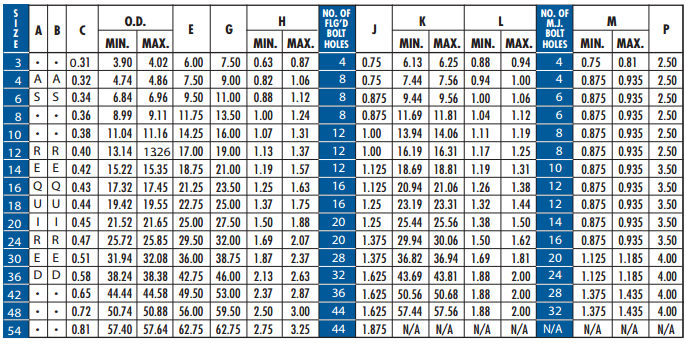 SIZE A B C O.D. E G H NO. OF FLG'D BOLT HOLES J K L NO. OF M.J. BOLT HOLES M P
MIN. MAX. MIN. MAX. MIN. MAX. MIN. MAX. MIN. MAX.
3 • • 0.31 3.90 4.02 6.00 7.50 0.63 0.87 4 0.75 6.13 6.25 0.88 0.94 4 0.75 0.81 2.50
4 A A 0.32 4.74 4.86 7.50 9.00 0.82 1.06 8 0.75 7.44 7.56 0.94 1.00 4 0.875 0.935 2.50
6 S S 0.34 6.84 6.96 9.50 11.00 0.88 1.12 8 0.875 9.44 9.56 1.00 1.06 6 0.875 0.935 2.50
8 • • 0.36 8.99 9.11 11.75 13.50 1.00 1.24 8 0.875 11.69 11.81 1.04 1.12 6 0.875 0.935 2.50
10 • • 0.38 11.04 11.16 14.25 16.00 1.07 1.31 12 1.00 13.94 14.06 1.11 1.19 8 0.875 0.935 2.50
12 R R 0.40 13.14 1326 17.00 19.00 1.13 1.37 12 1.00 16.19 16.31 1.17 1.25 8 0.875 0.935 2.50
14 E E 0.42 15.22 15.35 18.75 21.00 1.19 1.57 12 1.125 18.69 18.81 1.19 1.31 10 0.875 0.935 3.50
16 Q Q 0.43 17.32 17.45 21.25 23.50 1.25 1.63 16 1.125 20.94 21.06 1.26 1.38 12 0.875 0.935 3.50
18 U U 0.44 19.42 19.55 22.75 25.00 1.37 1.75 16 1.25 23.19 23.31 1.32 1.44 12 0.875 0.935 3.50
20 I I 0.45 21.52 21.65 25.00 27.50 1.50 1.88 20 1.25 25.44 25.56 1.38 1.50 14 0.875 0.935 3.50
24 R R 0.47 25.72 25.85 29.50 32.00 1.69 2.07 20 1.375 29.94 30.06 1.50 1.62 16 0.875 0.935 3.50
30 E E 0.51 31.94 32.08 36.00 38.75 1.87 2.37 28 1.375 36.82 36.94 1.69 1.81 20 1.125 1.185 4.00
36 D D 0.58 38.24 38.38 42.75 46.00 2.13 2.63 32 1.625 43.69 43.81 1.88 2.00 24 1.125 1.185 4.00
42 • • 0.65 44.44 44.58 49.50 53.00 2.37 2.87 36 1.625 50.56 50.68 1.88 2.00 28 1.375 1.435 4.00
48 • • 0.72 50.74 50.88 56.00 59.50 2.50 3.00 44 1.625 57.44 57.56 1.88 2.00 32 1.375 1.435 4.00
54 • • 0.81 57.40 57.64 62.75 62.75 2.75 3.25 44 1.875 N/A N/A N/A N/A N/A N/A N/A N/A